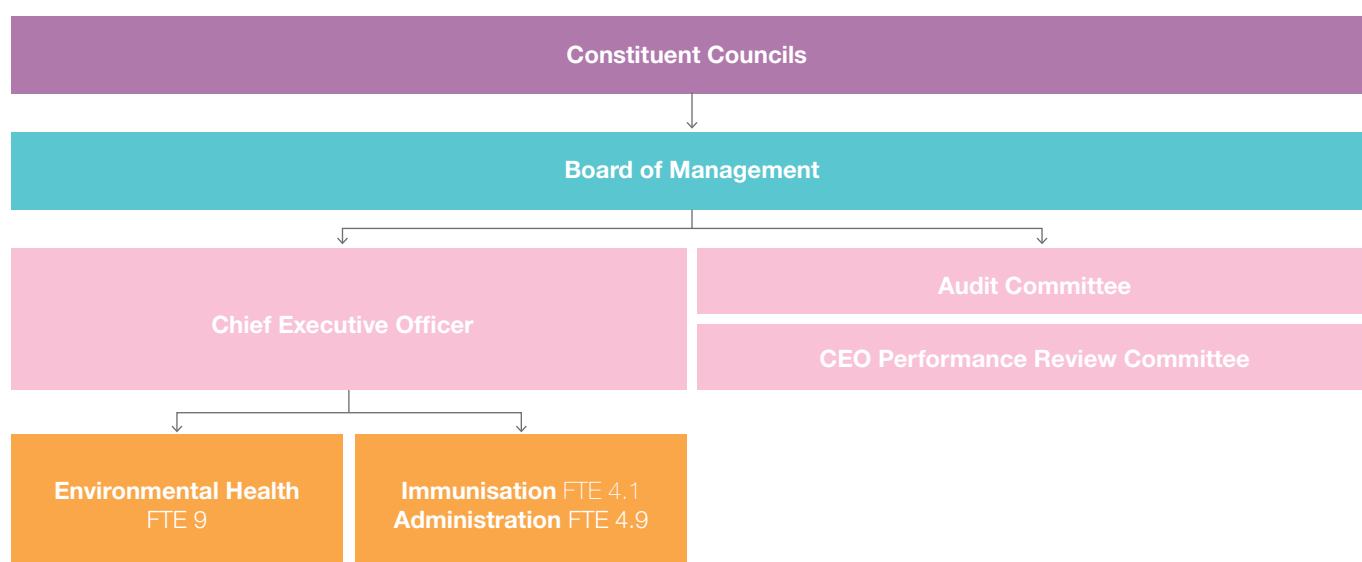 Constituent Councils
Board of Management
Chief Executive Officer
Audit Committee
CEO Performance Review Committee
Environmental Health
FTE 9
Immunisation FTE 4.1
Administration FTE 4.9